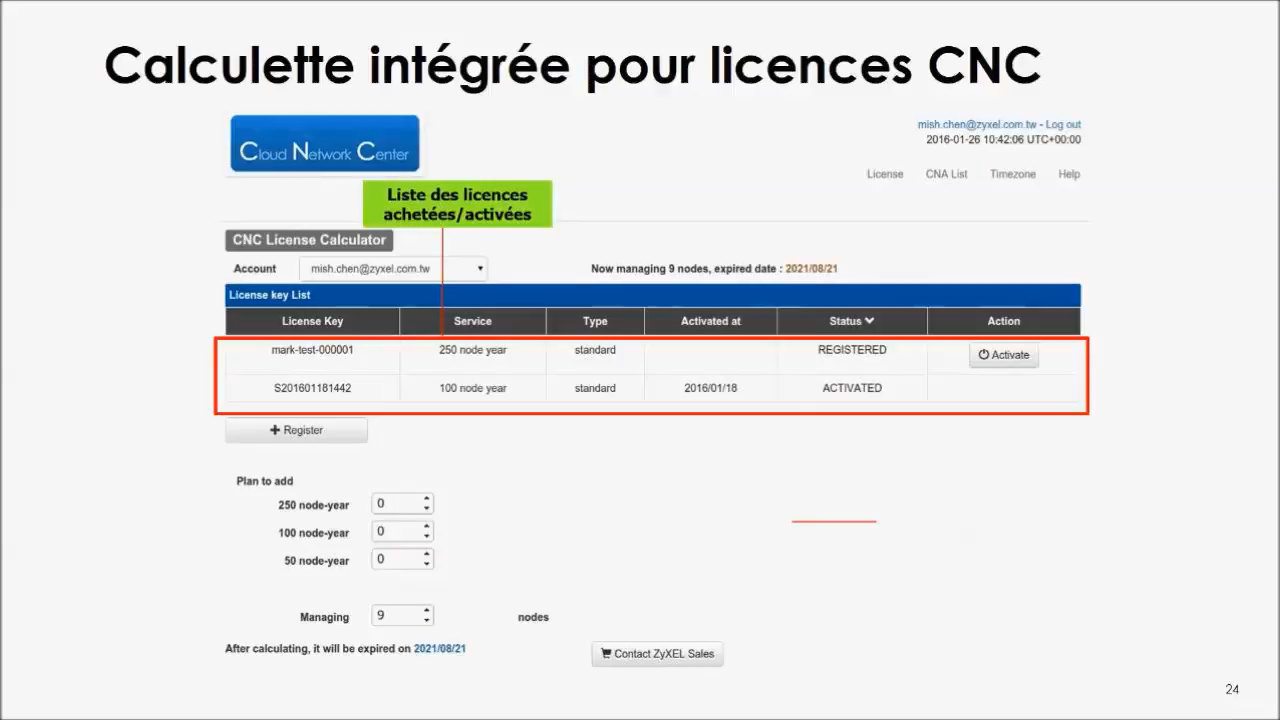 Calculette intégrée pour licences CNC
Cloud Network Center
mish.chen@zyxel.com.tw - Log out
2016-01-26 10:42:06 UTC+00:00
License CNA List Timezone Help
Liste des licences
achetées/activées
CNC License Calculator
Account mish.chen@zyxel.com.tw Now managing 9 nodes, expired date : 2021/08/21
License key List
License Key Service Type Activated at Status Action
mark-test-000001 250 node year standard REGISTERED Activate
S201601181442 100 node year standard 2016/01/18 ACTIVATED
+ Register
Plan to add
250 node-year 0
100 node-year 0
50 node-year 0
Managing 9 nodes
After calculating, it will be expired on 2021/08/21
Contact ZyXEL Sales
24